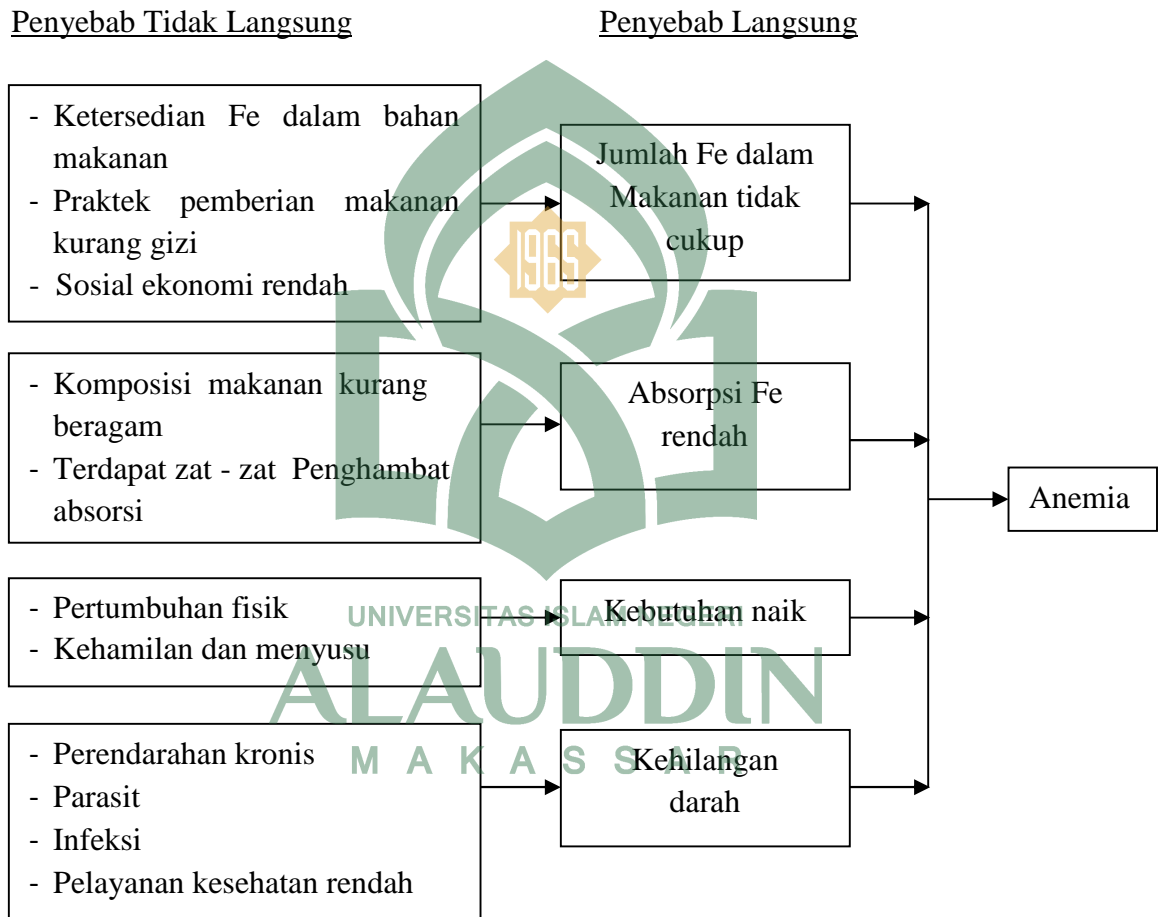 Penyebab Tidak Langsung
Penyebab Langsung
- Ketersedian Fe dalam bahan
makanan
- Praktek pemberian makanan
kurang gizi
- Sosial ekonomi rendah
Jumlah Fe dalam
Makanan tidak
cukup
1965
- Komposisi makanan kurang
beragam
- Terdapat zat - zat Penghambat
absorsi
Absorpsi Fe
rendah
Anemia
- Pertumbuhan fisik
- Kehamilan dan menyusu
Kebutuhan naik
UNIVERSITAS ISLAM NEGERI
ALAUDDIN
MAKASSAR
- Perendarahan kronis
- Parasit
- Infeksi
- Pelayanan kesehatan rendah
Kehilangan
darah